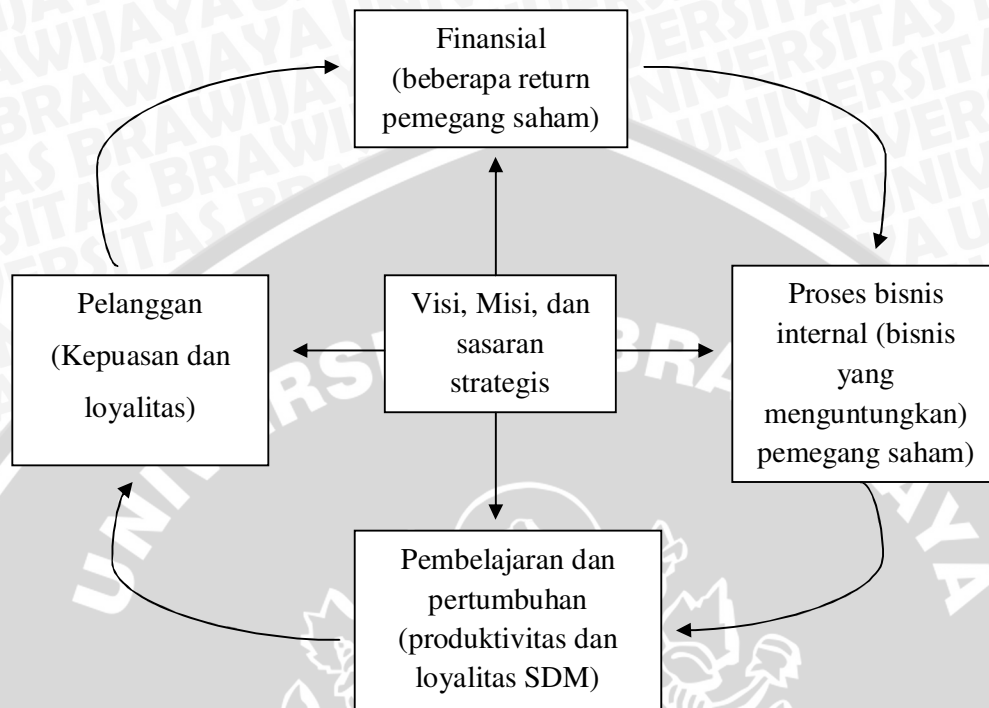 Finansial
(beberapa return
pemegang saham)
Pelanggan
(Kepuasan dan
loyalitas)
Visi, Misi, dan
sasaran
strategis
Proses bisnis
internal (bisnis
yang
menguntungkan)
pemegang saham)
Pembelajaran dan
pertumbuhan
(produktivitas dan
loyalitas SDM)